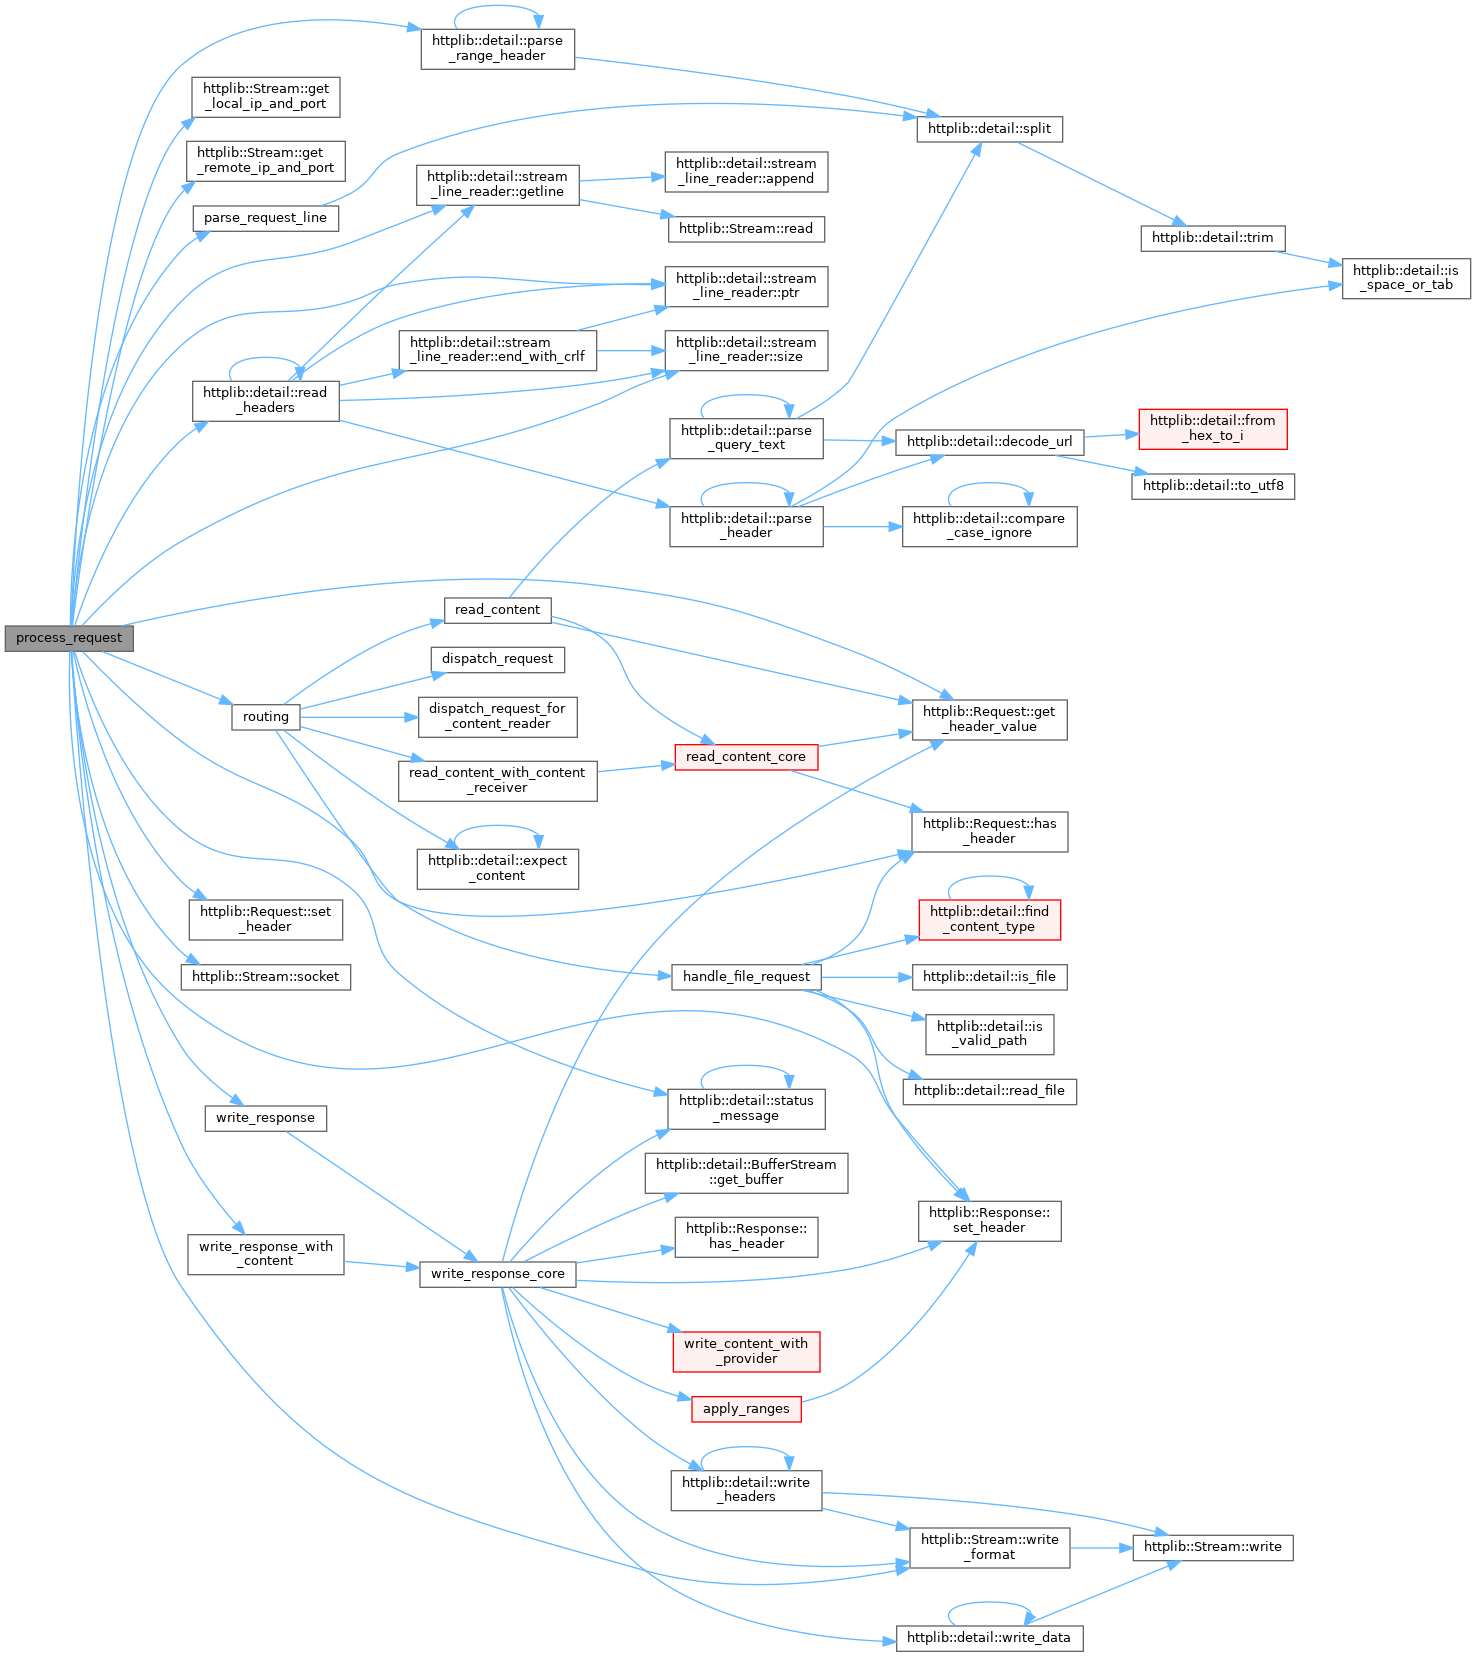 httplib::detail::parse
_range_header
httplib::Stream::get
_local_ip_and_port
httplib::detail::split
httplib::Stream::get
_remote_ip_and_port
httplib::detail::stream
_line_reader::getline
httplib::detail::stream
_line_reader::append
parse_request_line
httplib::Stream::read
httplib::detail::trim
httplib::detail::is
_space_or_tab
httplib::detail::stream
_line_reader::ptr
httplib::detail::stream
_line_reader::end_with_crlf
httplib::detail::stream
_line_reader::size
httplib::detail::read
_headers
httplib::detail::parse
_query_text
httplib::detail::decode_url
httplib::detail::from
_hex_to_i
httplib::detail::to_utf8
httplib::detail::parse
_header
httplib::detail::compare
_case_ignore
process_request
read_content
dispatch_request
routing
dispatch_request_for
_content_reader
httplib::Request::get
_header_value
read_content_with_content
_receiver
read_content_core
httplib::Request::has
_header
httplib::detail::expect
_content
httplib::Request::set
_header
httplib::detail::find
_content_type
httplib::Stream::socket
handle_file_request
httplib::detail::is_file
httplib::detail::is
_valid_path
httplib::detail::read_file
write_response
httplib::detail::status
_message
httplib::detail::BufferStream
::get_buffer
httplib::Response::
has_header
httplib::Response::
set_header
write_response_with
_content
write_response_core
write_content_with
_provider
apply_ranges
httplib::detail::write
_headers
httplib::Stream::write
_format
httplib::Stream::write
httplib::detail::write_data